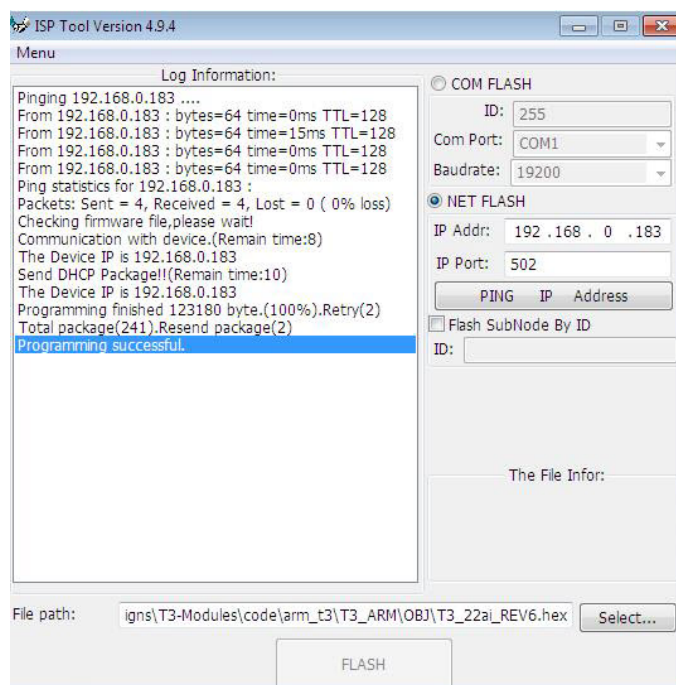 ISP Tool Version 4.9.4
Menu
Log Information:
Pinging 192.168.0.183 ....
From 192.168.0.183 : bytes=64 time=0ms TTL=128
From 192.168.0.183 : bytes=64 time=15ms TTL=128
From 192.168.0.183 : bytes=64 time=0ms TTL=128
From 192.168.0.183 : bytes=64 time=0ms TTL=128
Ping statistics for 192.168.0.183 :
Packets: Sent = 4, Received = 4, Lost = 0 ( 0% loss)
Checking firmware file,please wait!
Communication with device.(Remain time:8)
The Device IP is 192.168.0.183
Send DHCP Package!!(Remain time:10)
The Device IP is 192.168.0.183
Programming finished 123180 byte.(100%).Retry(2)
Total package(241).Resend package(2)
Programming successful.
COM FLASH
ID: 255
Com Port: COM1
Baudrate: 19200
NET FLASH
IP Addr: 192 .168 . 0 .183
IP Port: 502
PING IP Address
Flash SubNode By ID
ID:
The File Infor:
File path: igns\T3-Modules\code\arm_t3\T3_ARM\OBJ\T3_22ai_REV6.hex Select...
FLASH